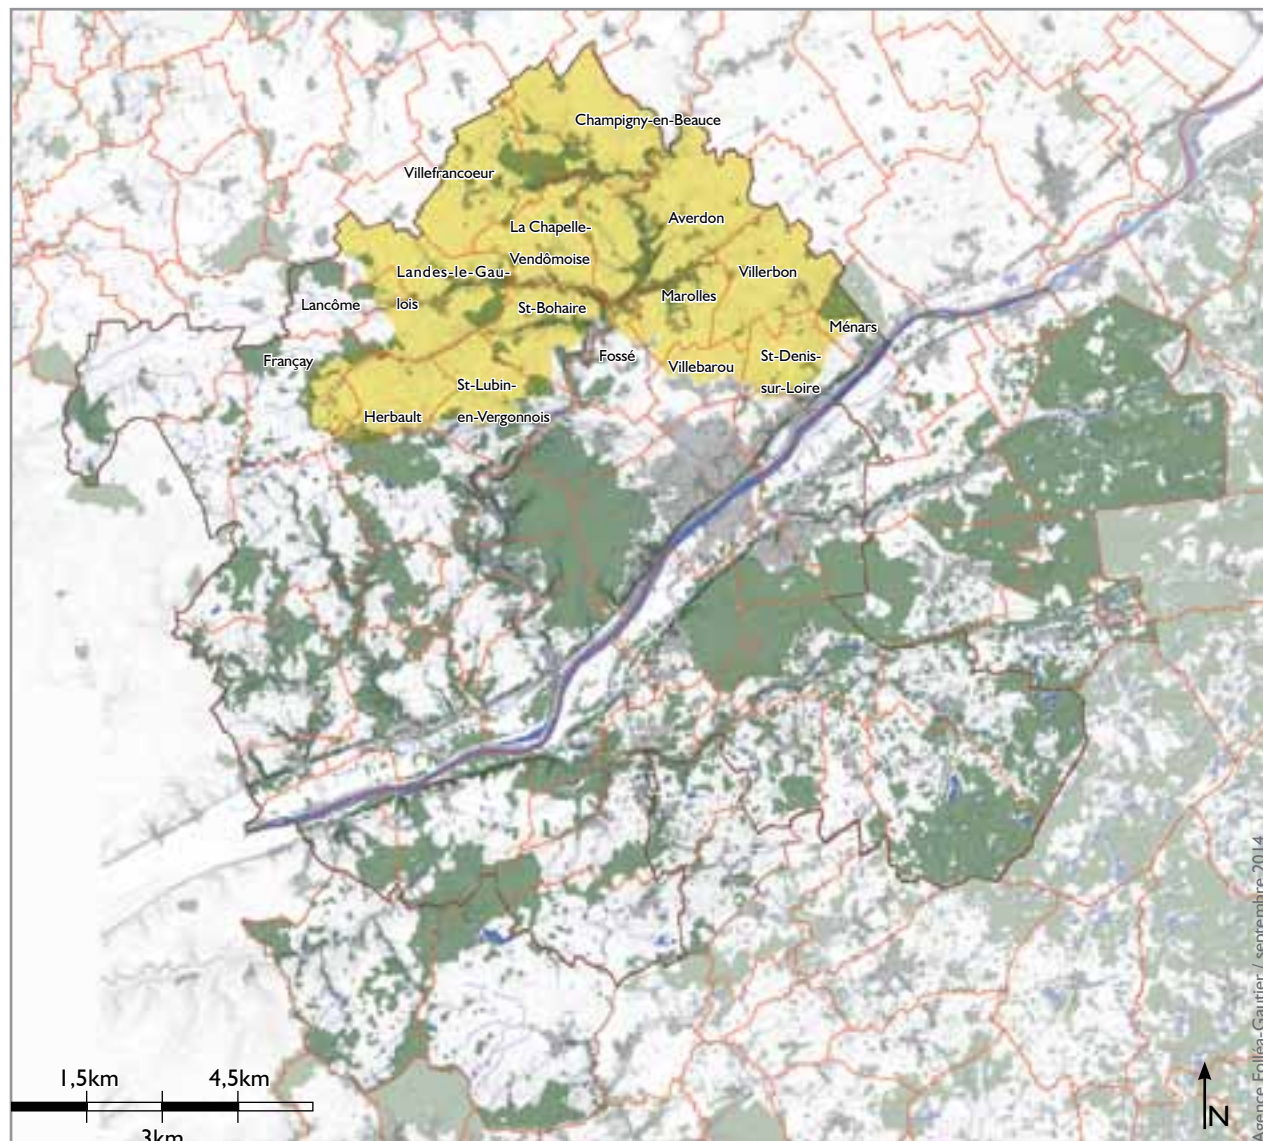 Champigny-en-Beauce
Villefrancoeur
Averdon
La Chapelle-
Vendômoise
Landes-le-Gau-
lois
Villerbon
Lancôme
Marolles
St-Bohaire
Ménars
Françay
Fossé
St-Denis-
sur-Loire
Villebarou
St-Lubin-
en-Vergonnois
Herbault
1,5km
4,5km
3km
N
Agence Folléa-Gautier / septembre 2014